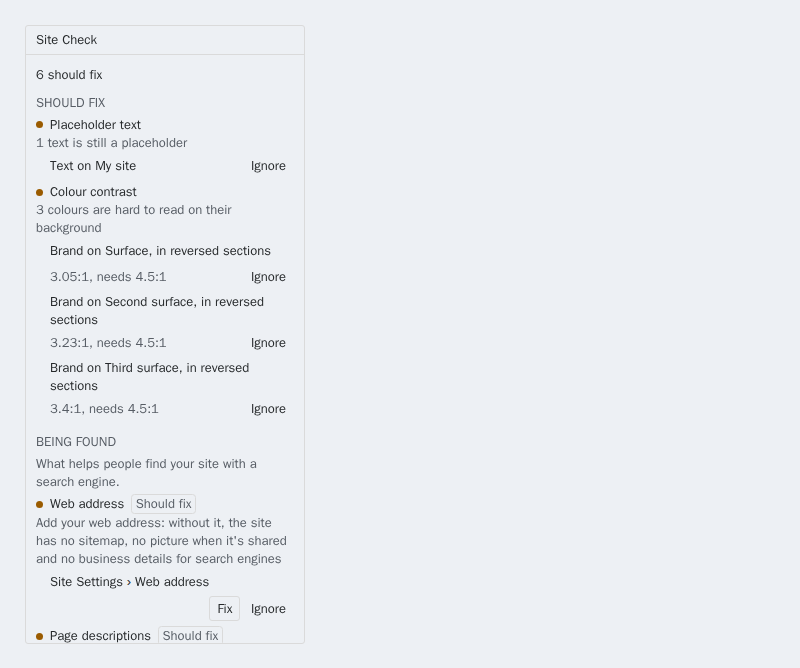 Site Check
6 should fix
SHOULD FIX
Placeholder text
1 text is still a placeholder
Text on My site Ignore
Colour contrast
3 colours are hard to read on their
background
Brand on Surface, in reversed sections
3.05:1, needs 4.5:1 Ignore
Brand on Second surface, in reversed
sections
3.23:1, needs 4.5:1 Ignore
Brand on Third surface, in reversed
sections
3.4:1, needs 4.5:1 Ignore
BEING FOUND
What helps people find your site with a
search engine.
Web address Should fix
Add your web address: without it, the site
has no sitemap, no picture when it's shared
and no business details for search engines
Site Settings › Web address
Fix Ignore
Page descriptions Should fix